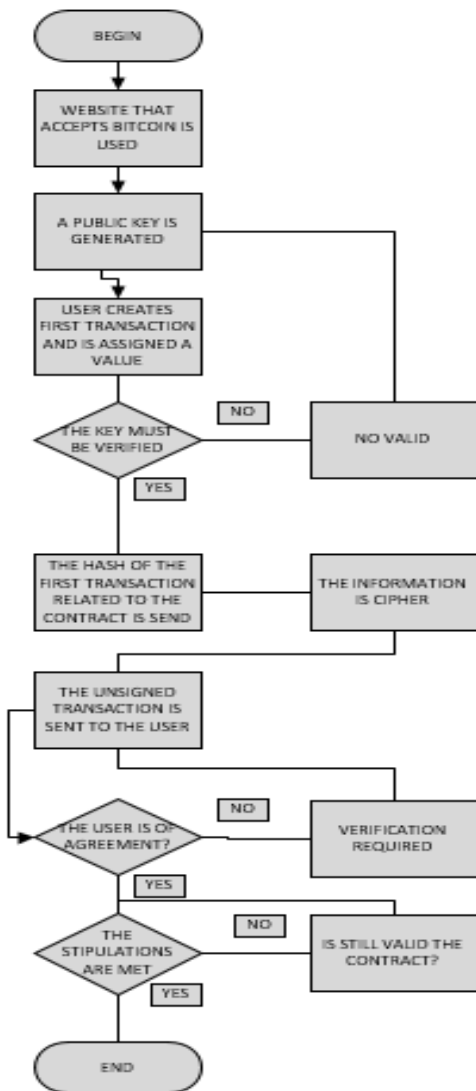 BEGIN
WEBSITE THAT
ACCEPTS BITCOIN IS
USED
A PUBLIC KEY IS
GENERATED
USER CREATES
FIRST TRANSACTION
AND IS ASSIGNED A
VALUE
THE KEY MUST
BE VERIFIED
NO
NO VALID
YES
THE HASH OF THE
FIRST TRANSACTION
RELATED TO THE
CONTRACT IS SEND
THE INFORMATION
IS CIPHER
THE UNSIGNED
TRANSACTION IS
SENT TO THE USER
THE USER IS OF
AGREEMENT?
NO
VERIFICATION
REQUIRED
YES
THE
STIPULATIONS
ARE MET
NO
IS STILL VALID THE
CONTRACT?
YES
END